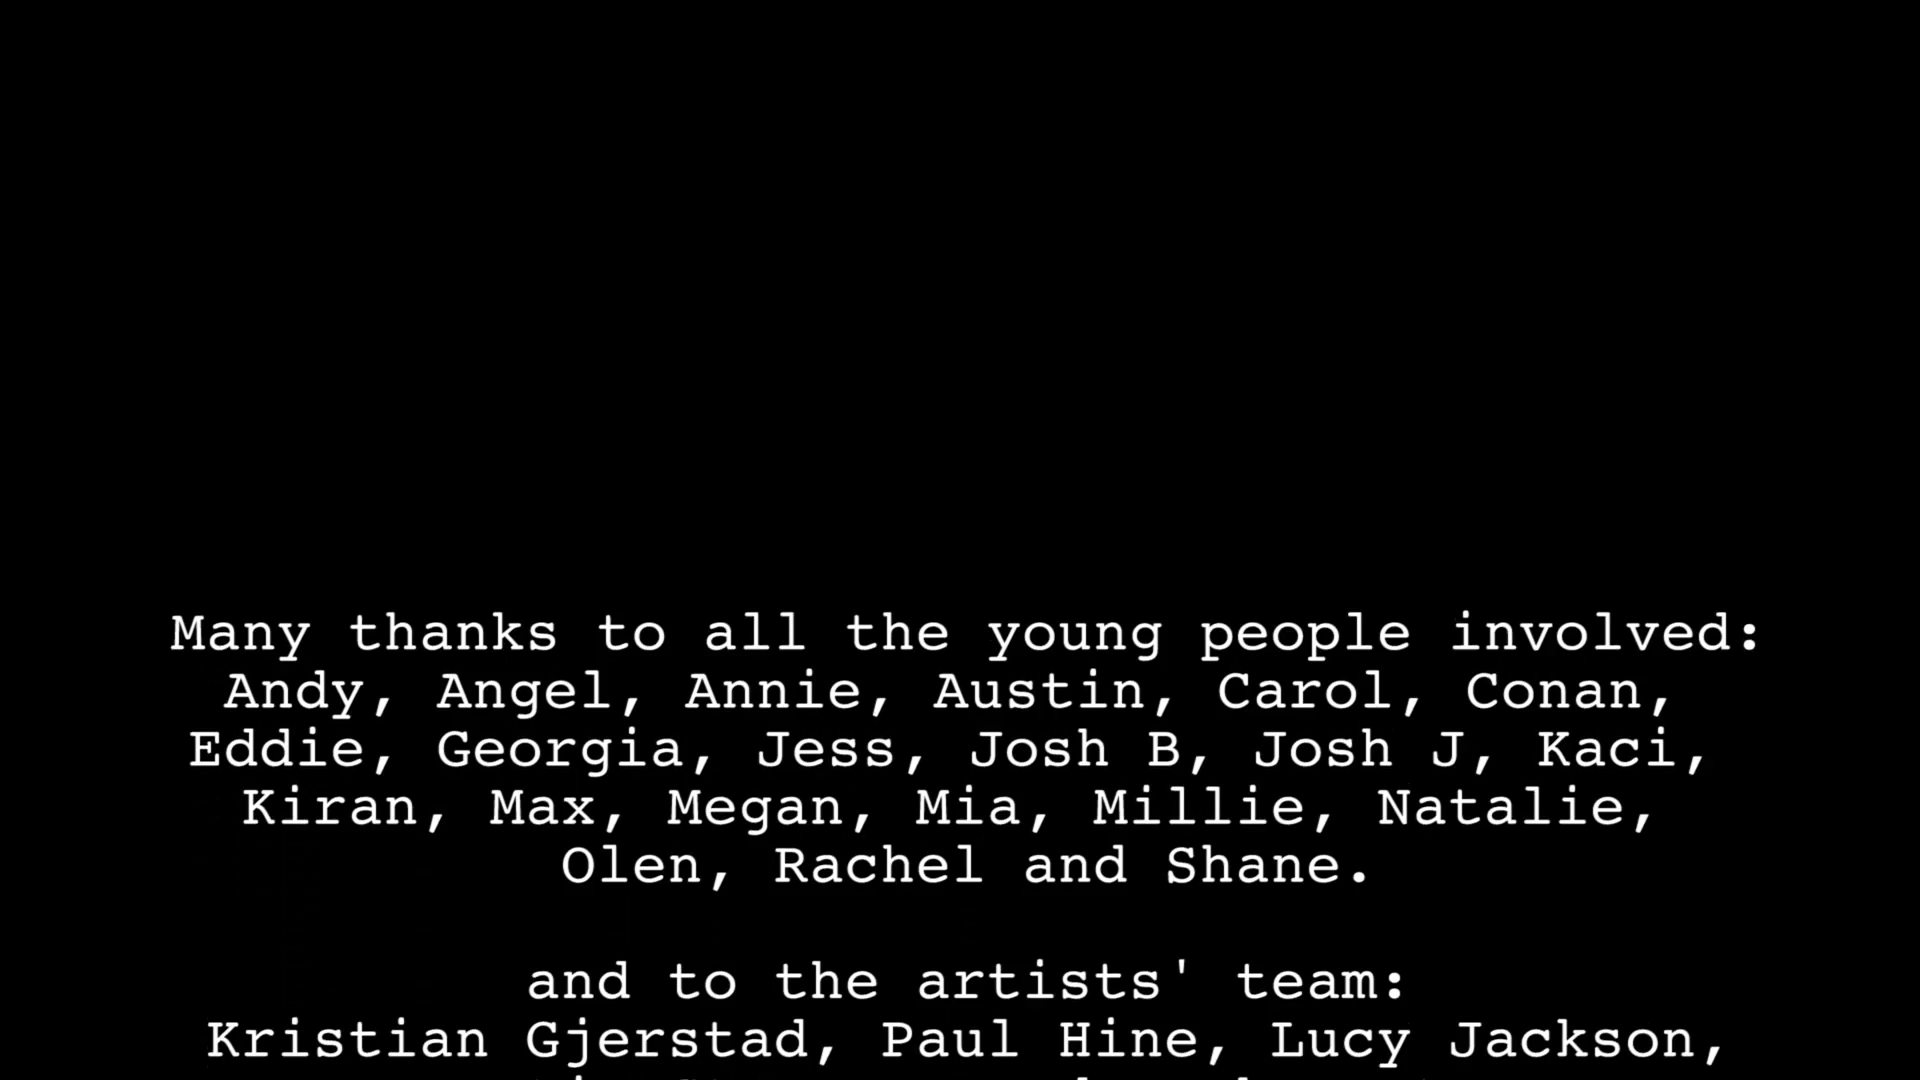 Many thanks to all the young people involved:
Andy, Angel, Annie, Austin, Carol, Conan,
Eddie, Georgia, Jess, Josh B, Josh J, Kaci,
Kiran, Max, Megan, Mia, Millie, Natalie,
Olen, Rachel and Shane.
and to the artists' team:
Kristian Gjerstad, Paul Hine, Lucy Jackson,